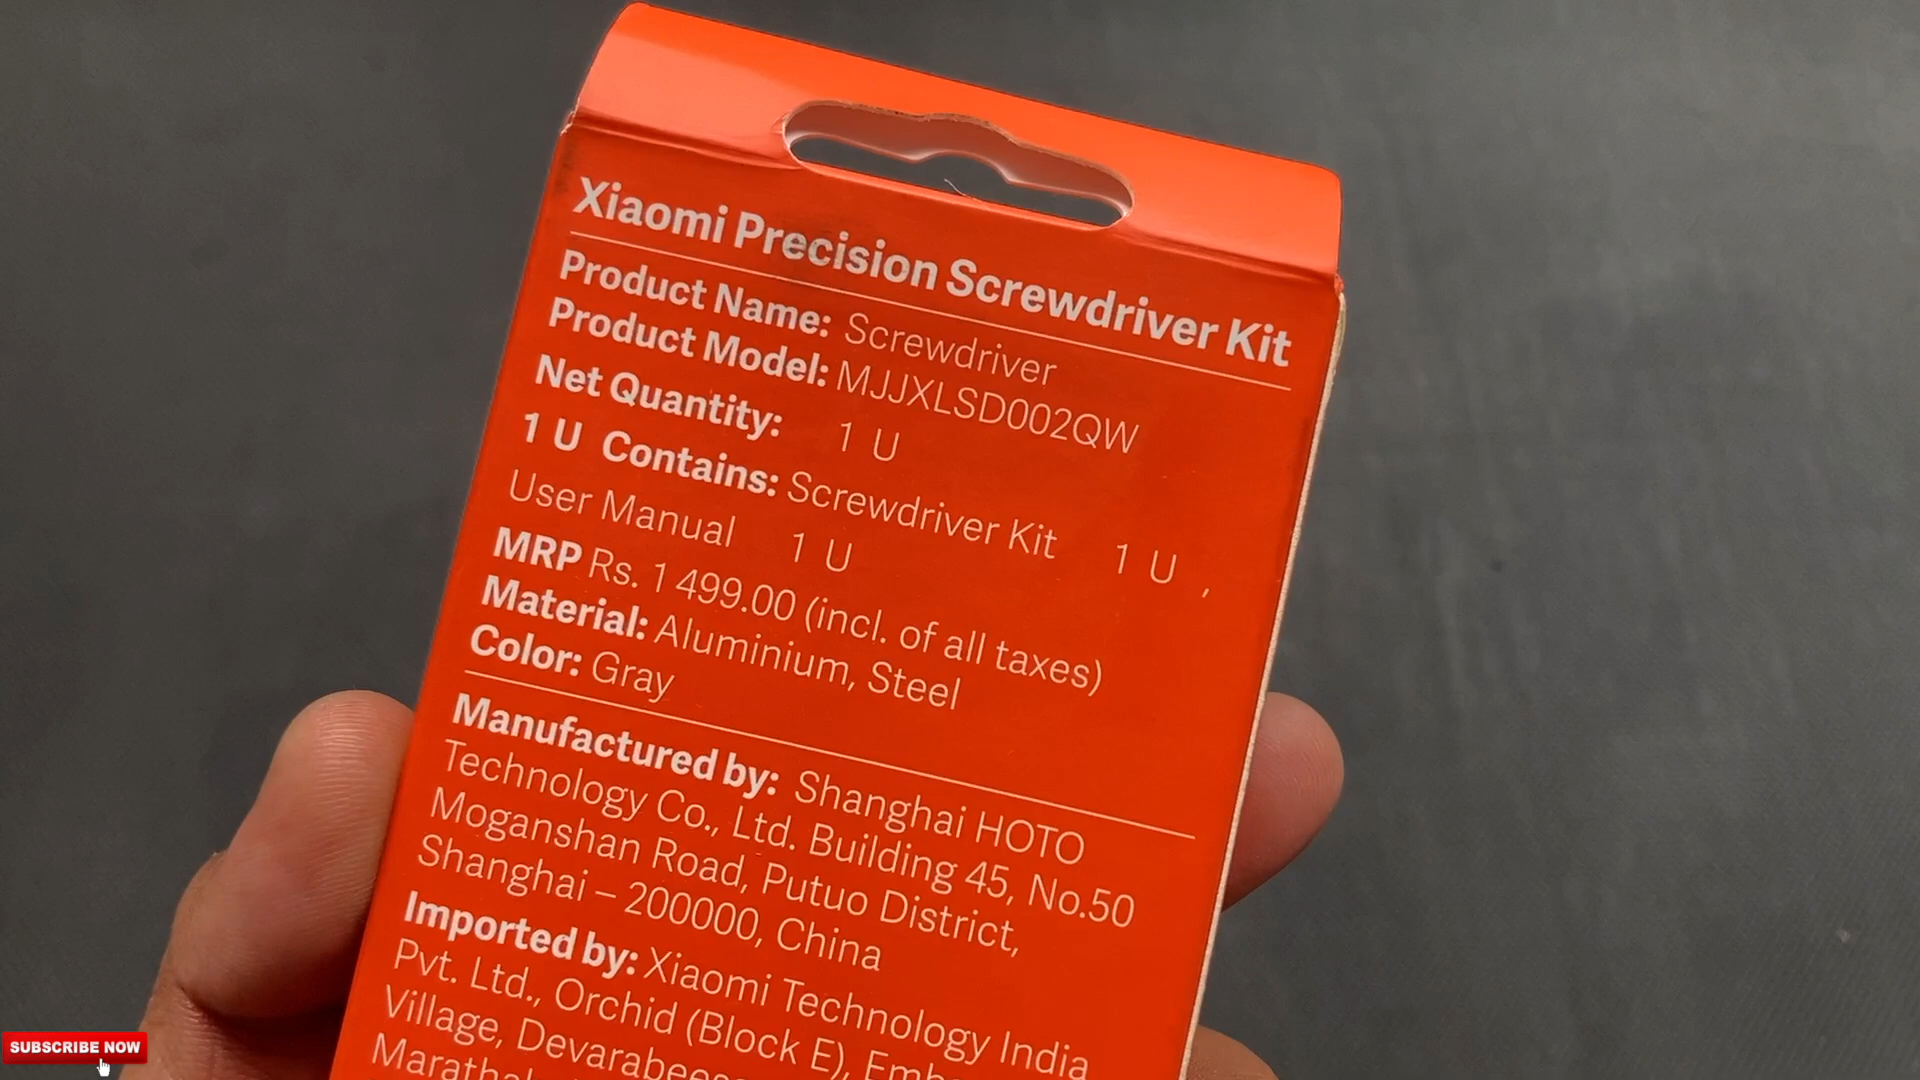 Xiaomi Precision Screwdriver Kit
Product Name: Screwdriver
Product Model: MJJXLSD002QW
Net Quantity: 1 U
1 U Contains: Screwdriver Kit 1 U ,
User Manual 1 U
MRP Rs. 1 499.00 (incl. of all taxes)
Material: Aluminium, Steel
Color: Gray
Manufactured by: Shanghai HOTO
Technology Co., Ltd. Building 45, No.50
Moganshan Road, Putuo District,
Shanghai – 200000, China
Imported by: Xiaomi Technology India
Pvt. Ltd., Orchid (Block E),
Village,
SUBSCRIBE NOW